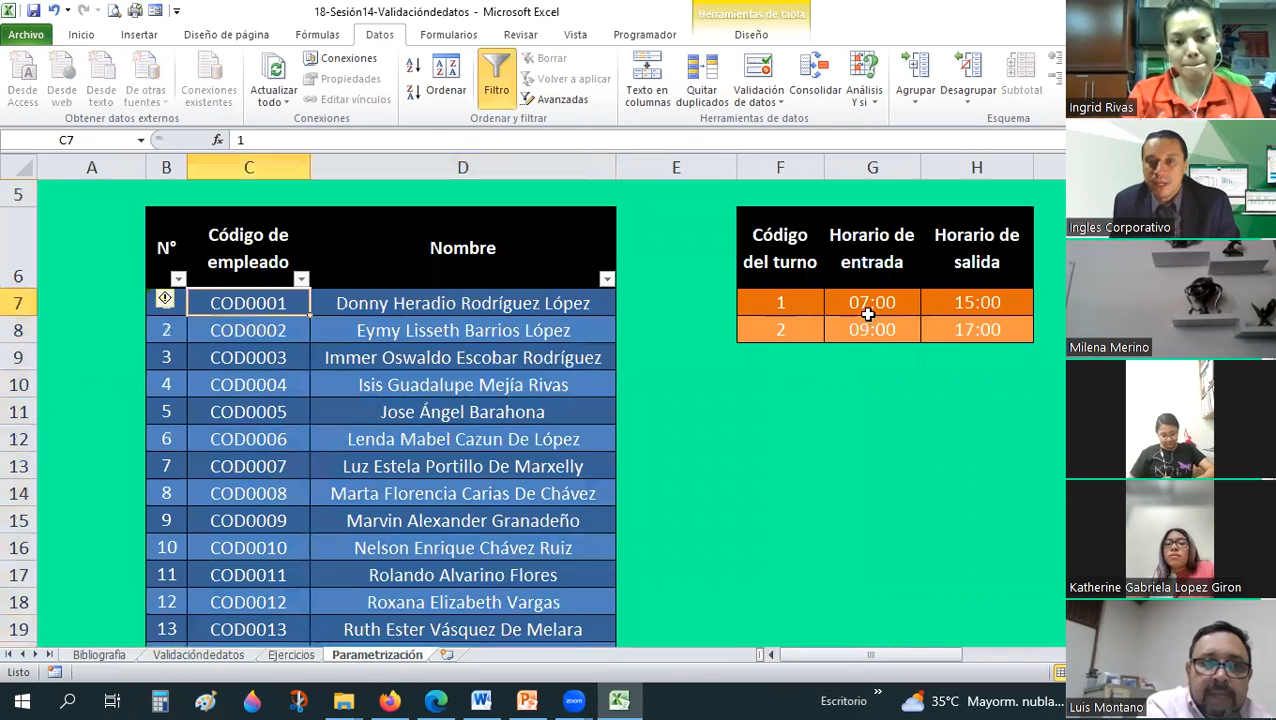 18-Sesión14-Validacióndedatos - Microsoft Excel
Herramientas de tabla
Archivo Inicio Insertar Diseño de página Fórmulas Datos Formularios Revisar Vista Programador Diseño
Desde Access
Desde web
Desde texto
De otras fuentes
Conexiones existentes
Obtener datos externos
Actualizar todo
Conexiones
Propiedades
Editar vínculos
Conexiones
Ordenar
Filtro
Borrar
Volver a aplicar
Avanzadas
Ordenar y filtrar
Texto en columnas
Quitar duplicados
Validación de datos
Consolidar
Análisis Y si
Herramientas de datos
Agrupar
Desagrupar
Subtotal
Esquema
C7 fx 1
A B C D E F G H
5
6 N° Código de empleado Nombre Código del turno Horario de entrada Horario de salida
7 COD0001 Donny Heradio Rodríguez López 1 07:00 15:00
8 2 COD0002 Eymy Lisseth Barrios López 2 09:00 17:00
9 3 COD0003 Immer Oswaldo Escobar Rodríguez
10 4 COD0004 Isis Guadalupe Mejía Rivas
11 5 COD0005 Jose Ángel Barahona
12 6 COD0006 Lenda Mabel Cazun De López
13 7 COD0007 Luz Estela Portillo De Marxelly
14 8 COD0008 Marta Florencia Carias De Chávez
15 9 COD0009 Marvin Alexander Granadeño
16 10 COD0010 Nelson Enrique Chávez Ruiz
17 11 COD0011 Rolando Alvarino Flores
18 12 COD0012 Roxana Elizabeth Vargas
19 13 COD0013 Ruth Ester Vásquez De Melara
Bibliografia Validacióndedatos Ejercicios Parametrización
Listo
Escritorio » 35°C Mayorm. nubla...
zoom
Ingrid Rivas
Ingles Corporativo
Milena Merino
Katherine Gabriela Lopez Giron
Luis Montano